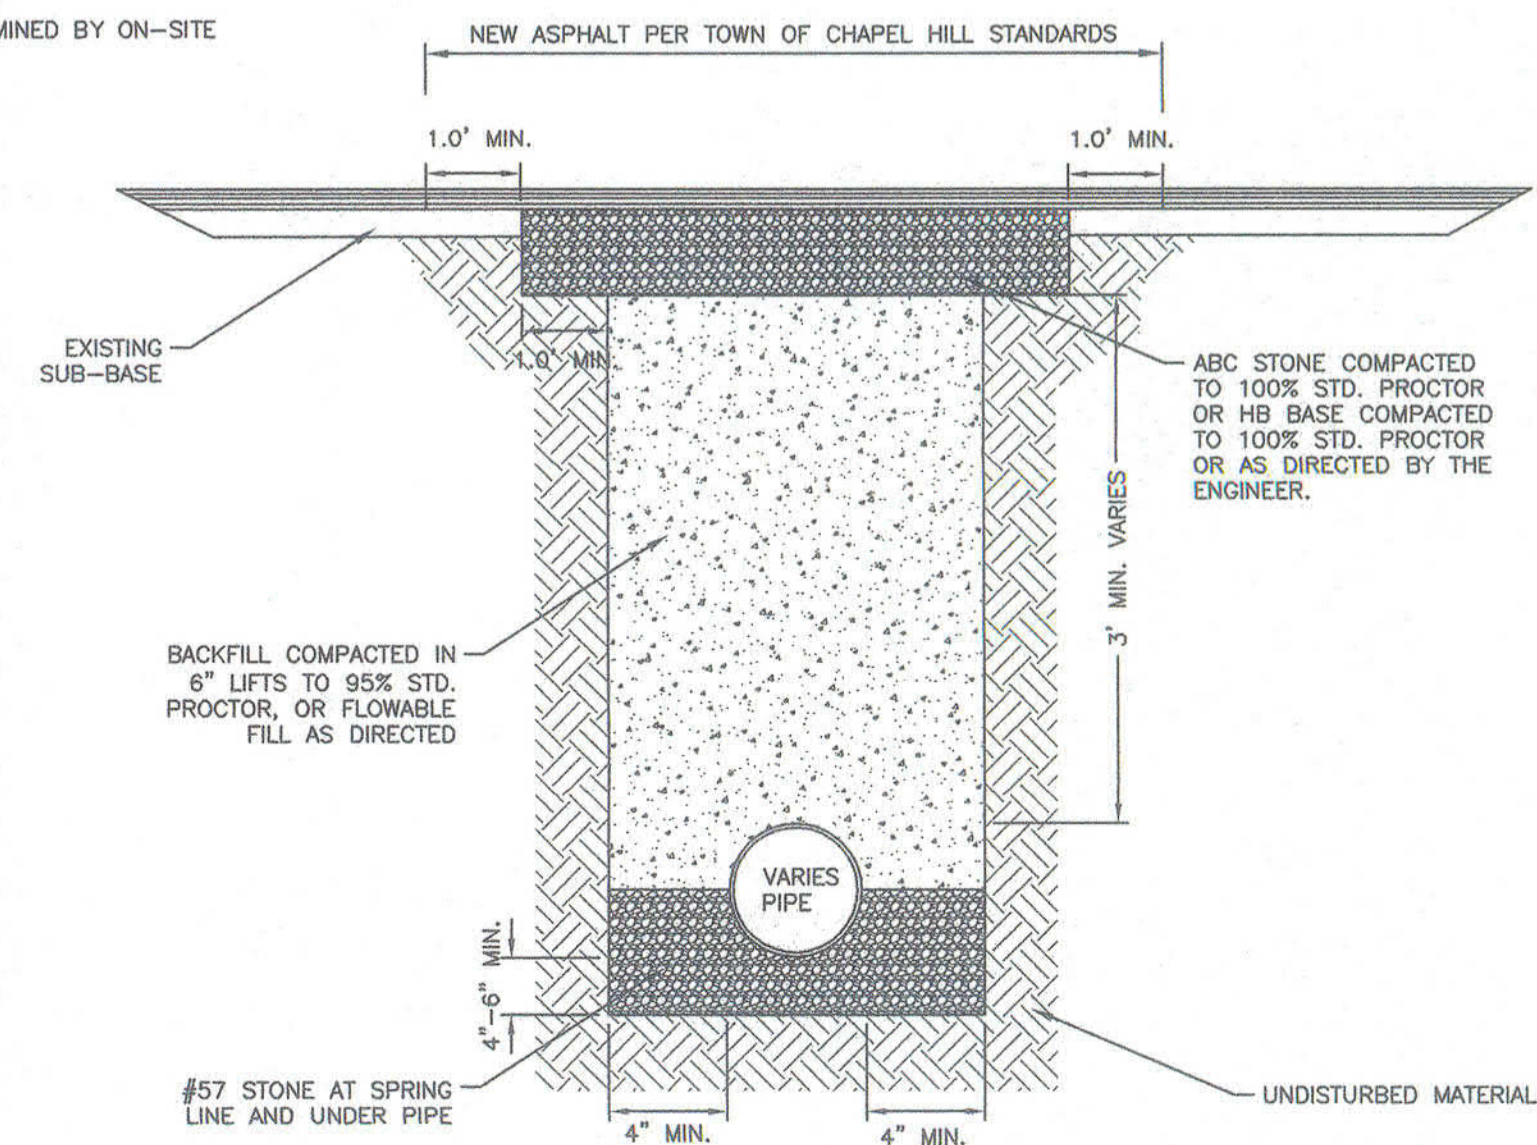 MINED BY ON-SITE
NEW ASPHALT PER TOWN OF CHAPEL HILL STANDARDS
1.0' MIN.
1.0' MIN.
EXISTING
SUB-BASE
1.0' MIN
ABC STONE COMPACTED
TO 100% STD. PROCTOR
OR HB BASE COMPACTED
TO 100% STD. PROCTOR
OR AS DIRECTED BY THE
ENGINEER.
3' MIN. VARIES
BACKFILL COMPACTED IN
6" LIFTS TO 95% STD.
PROCTOR, OR FLOWABLE
FILL AS DIRECTED
VARIES
PIPE
4"-6" MIN.
#57 STONE AT SPRING
LINE AND UNDER PIPE
4" MIN.
4" MIN.
UNDISTURBED MATERIAL